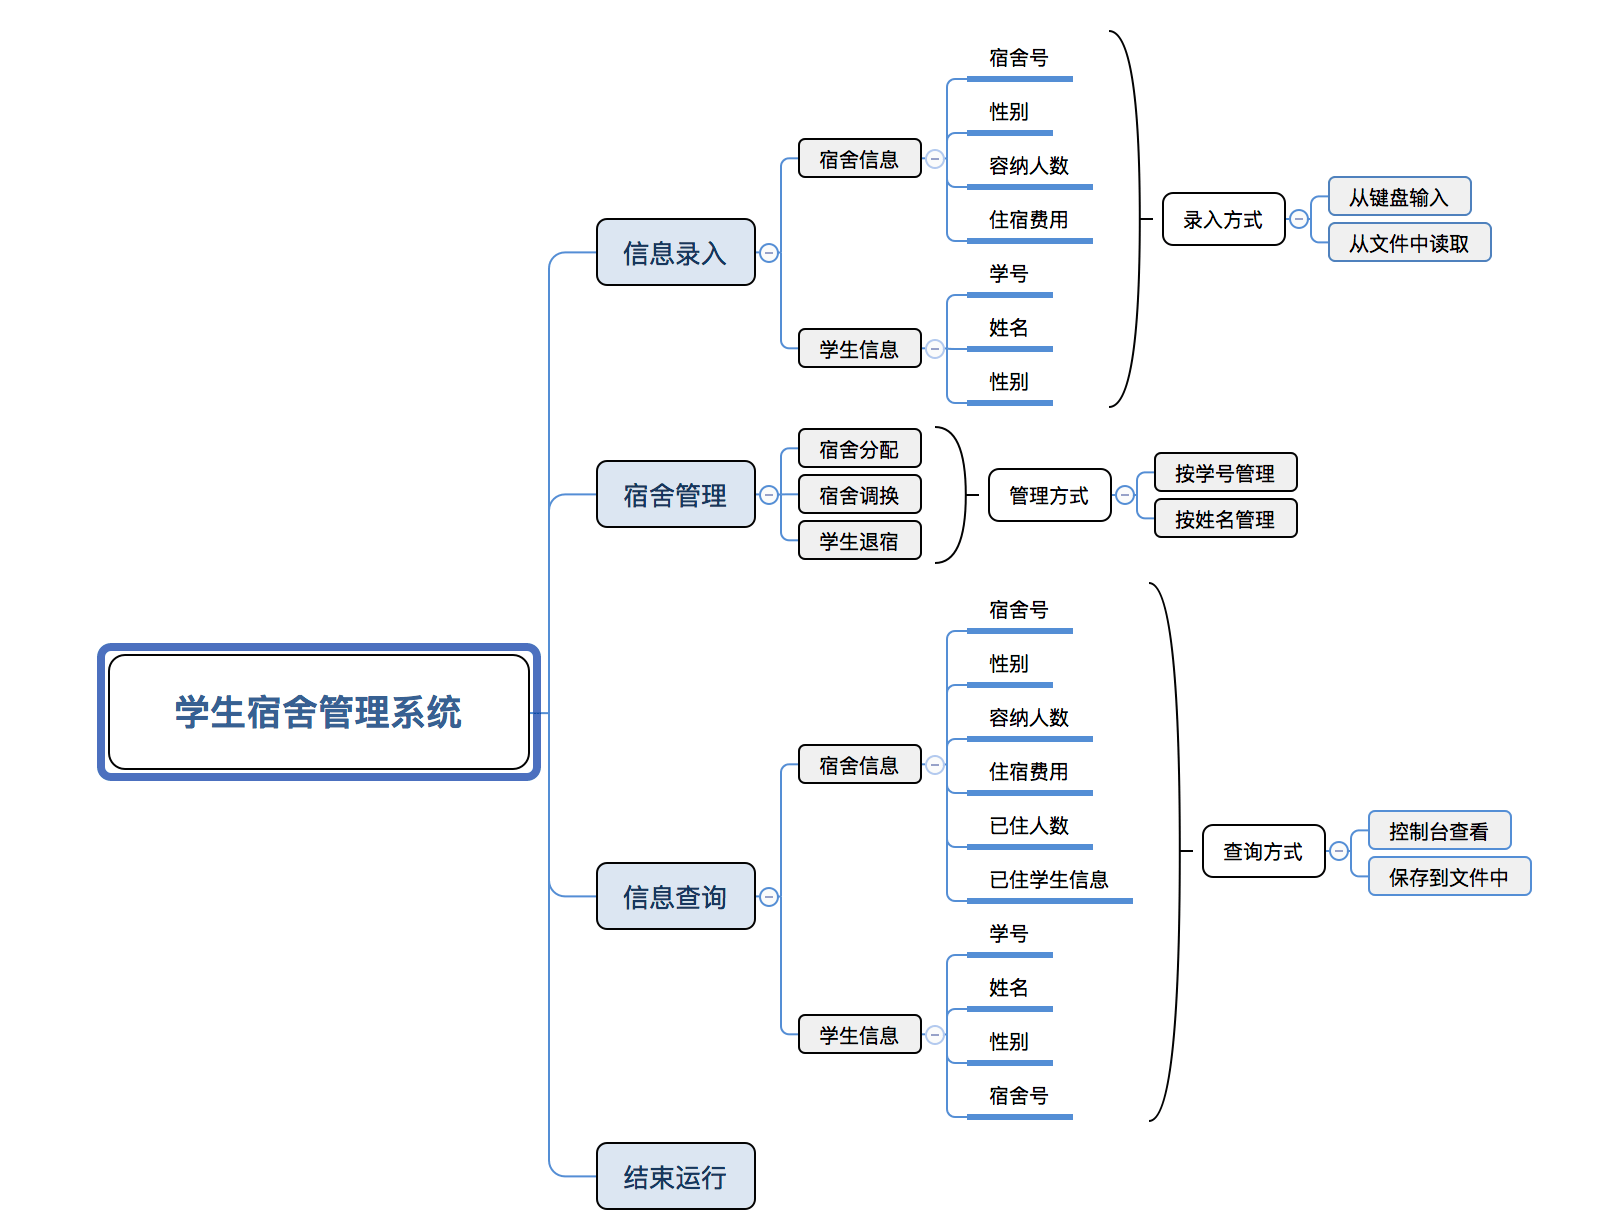 学生宿舍管理系统
信息录入
宿舍信息
宿舍号
性别
容纳人数
住宿费用
学生信息
学号
姓名
性别
录入方式
从键盘输入
从文件中读取
宿舍管理
宿舍分配
宿舍调换
学生退宿
管理方式
按学号管理
按姓名管理
信息查询
宿舍信息
宿舍号
性别
容纳人数
住宿费用
已住人数
已住学生信息
学生信息
学号
姓名
性别
宿舍号
查询方式
控制台查看
保存到文件中
结束运行